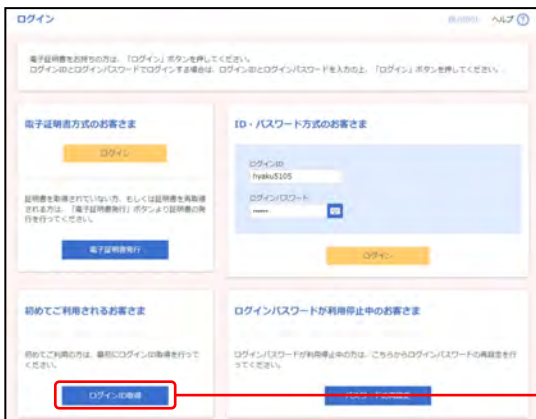 ログイン
ヘルプ
電子証明書をお持ちの方は、「ログイン」ボタンを押してください。
ログインIDとログインパスワードでログインする場合は、ログインIDとログインパスワードを入力の上、「ログイン」ボタンを押してください。
電子証明書方式のお客さま
ログイン
証明書を取得されていない方、もしくは証明書を再取得
される方は、「電子証明書発行」ボタンより証明書の発
行を行ってください。
電子証明書発行
ID・パスワード方式のお客さま
ログインID
hyaku5105
ログインパスワード
ログイン
初めてご利用されるお客さま
初めてご利用の方は、最初にログインID取得を行って
ください。
ログインID取得
ログインパスワードが利用停止中のお客さま
ログインパスワードが利用停止中の方は、こちらからログインパスワードの再設定を行
ってください。